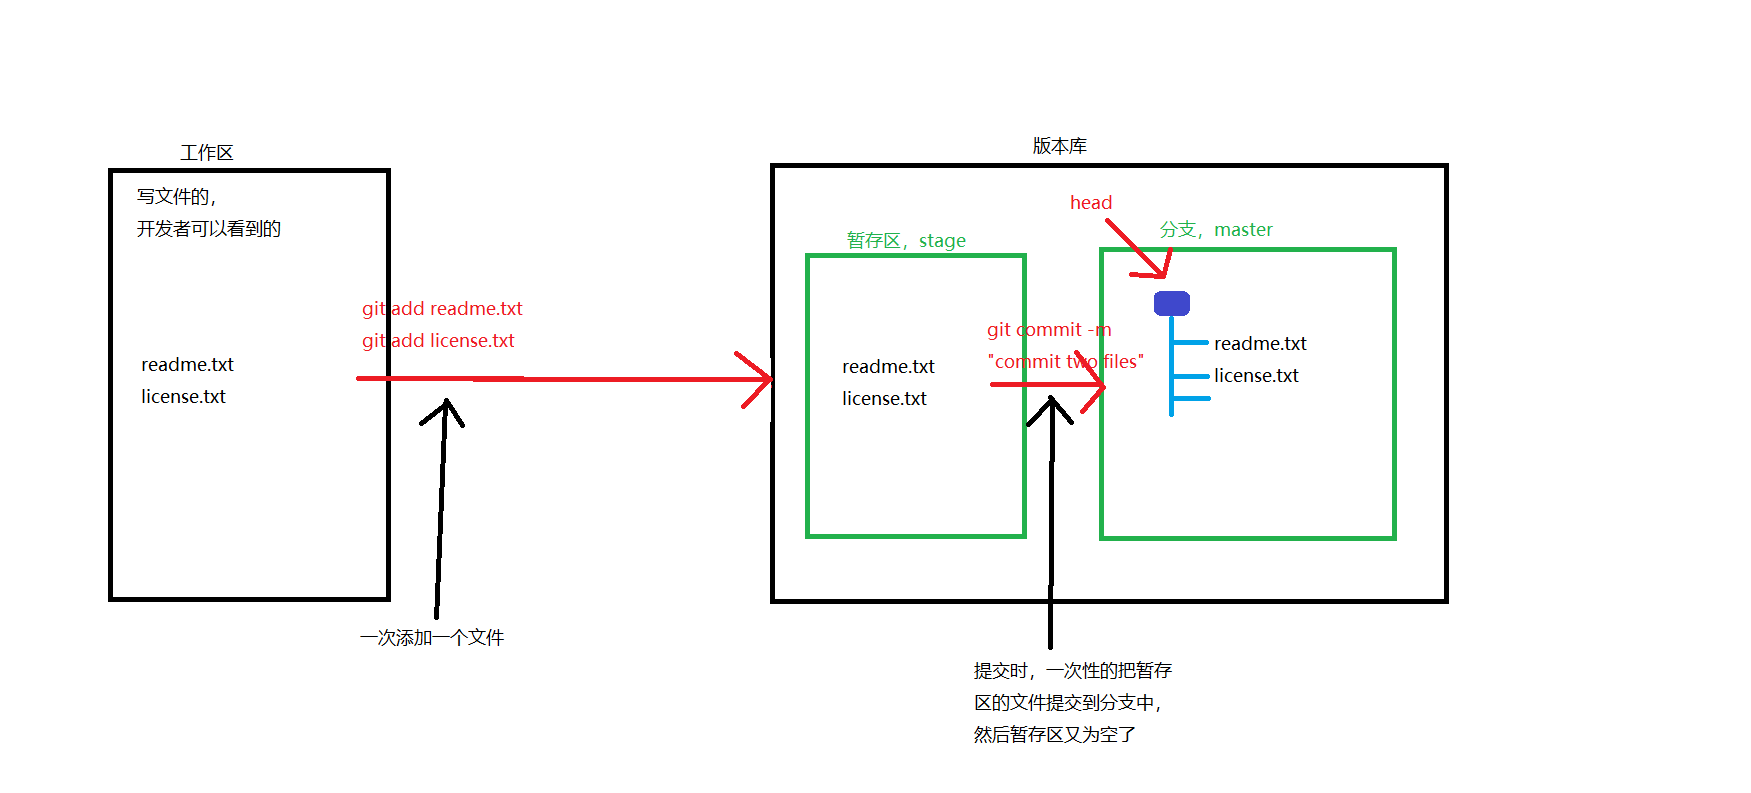 工作区
写文件的，
开发者可以看到的
readme.txt
license.txt
git add readme.txt
git add license.txt
一次添加一个文件
版本库
暂存区，stage
readme.txt
license.txt
git commit -m
"commit two files"
head
分支，master
readme.txt
license.txt
提交时，一次性的把暂存
区的文件提交到分支中，
然后暂存区又为空了